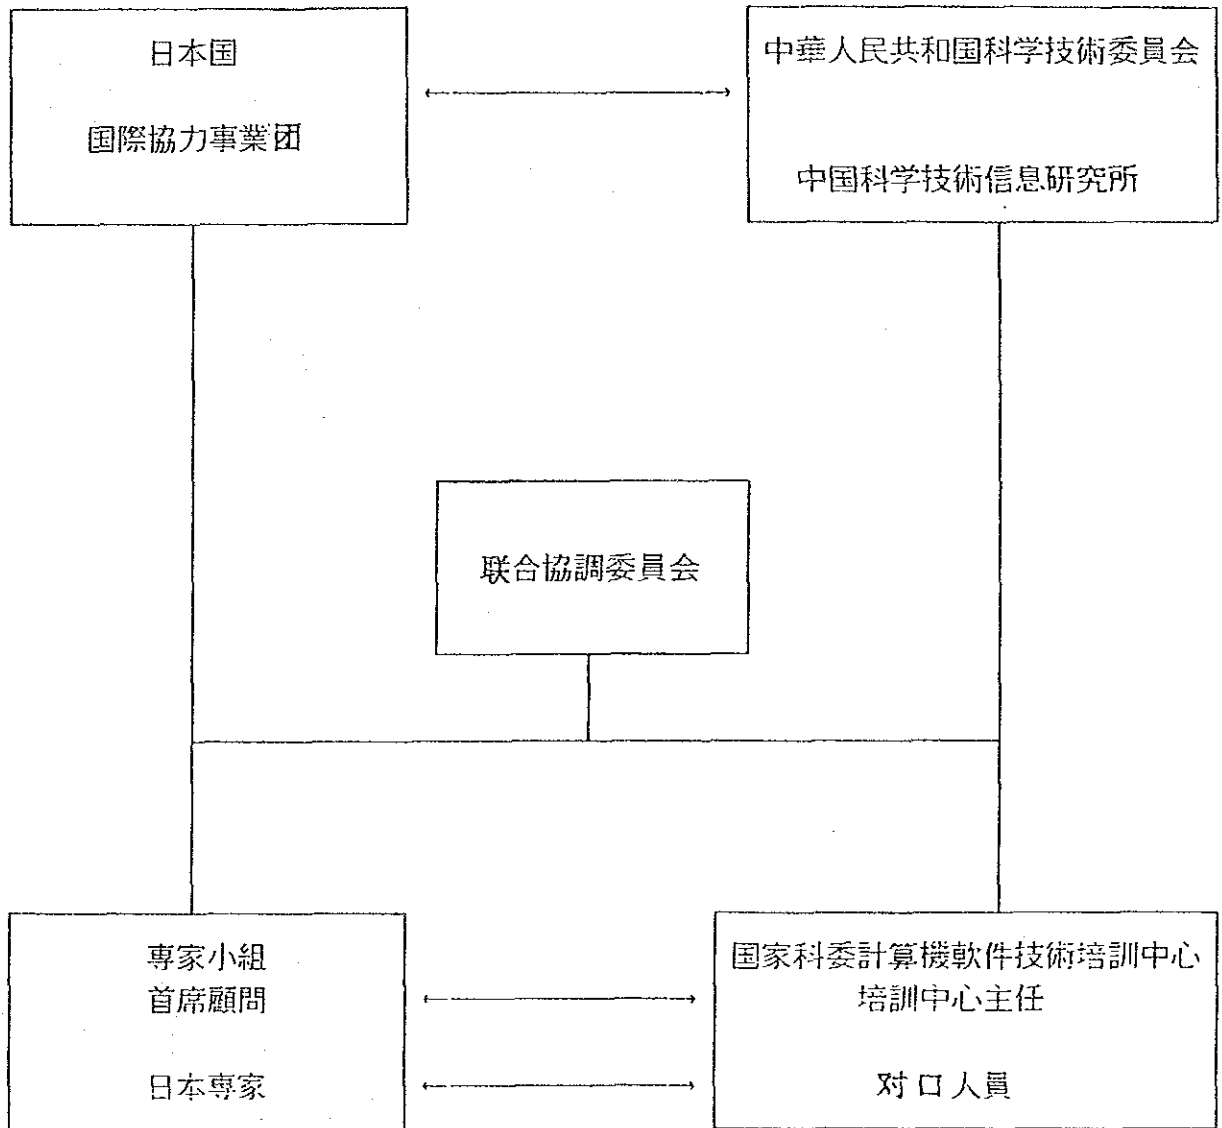 日本国
国際協力事業団
中華人民共和国科学技術委員会
中国科学技術信息研究所
联合協調委員会
専家小組
首席顧問
日本専家
国家科委計算機軟件技術培訓中心
培訓中心主任
对口人員